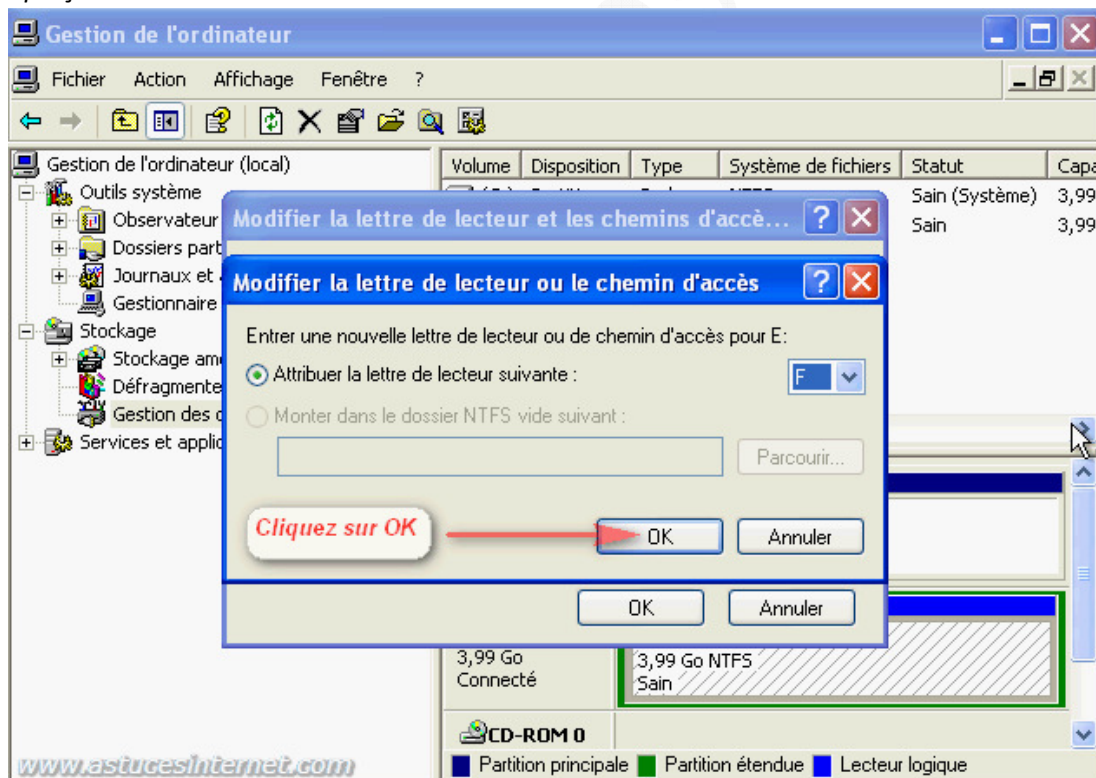 Gestion de l'ordinateur
Fichier Action Affichage Fenêtre ?
Gestion de l'ordinateur (local)
Outils système
Observateur
Dossiers part
Journaux et
Gestionnaire
Stockage
Stockage am
Défragmente
Gestion des
Services et applic
Volume Disposition Type Système de fichiers Statut Capa
Sain (Système) 3,99
Sain 3,99
Modifier la lettre de lecteur et les chemins d'accè...
Modifier la lettre de lecteur ou le chemin d'accès
Entrer une nouvelle lettre de lecteur ou de chemin d'accès pour E:
Attribuer la lettre de lecteur suivante : F
Monter dans le dossier NTFS vide suivant :
Parcourir...
Cliquez sur OK
OK Annuler
OK Annuler
3,99 Go
Connecté
3,99 Go NTFS
Sain
CD-ROM 0
Partition principale Partition étendue Lecteur logique
www.astucesinternet.com